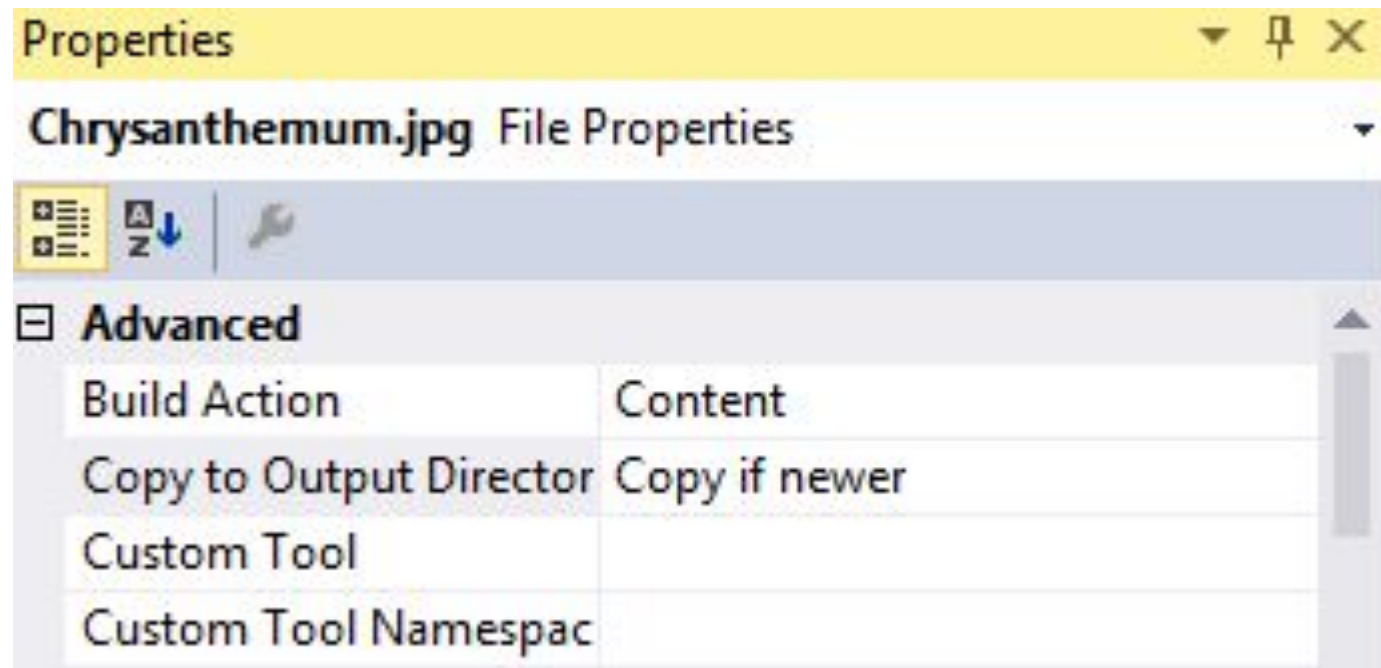 Properties
Chrysanthemum.jpg File Properties
A
Z
Advanced
Build Action Content
Copy to Output Director Copy if newer
Custom Tool
Custom Tool Namespac